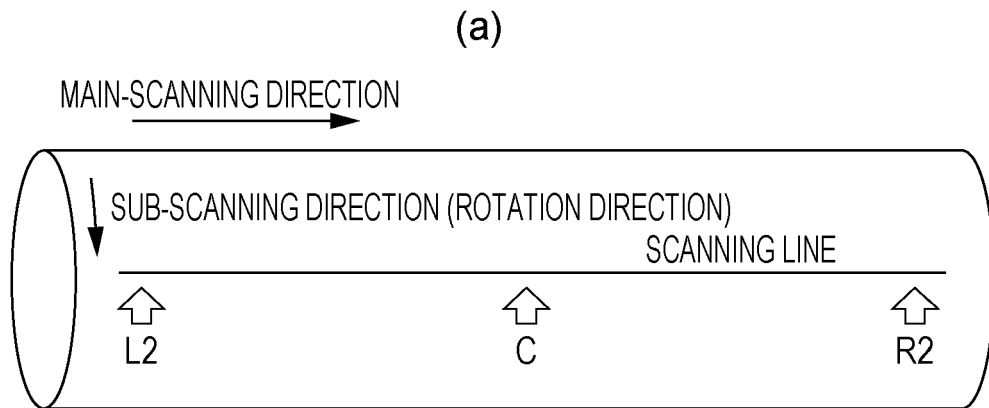 (a)
MAIN-SCANNING DIRECTION
SUB-SCANNING DIRECTION (ROTATION DIRECTION)
SCANNING LINE
L2 C R2